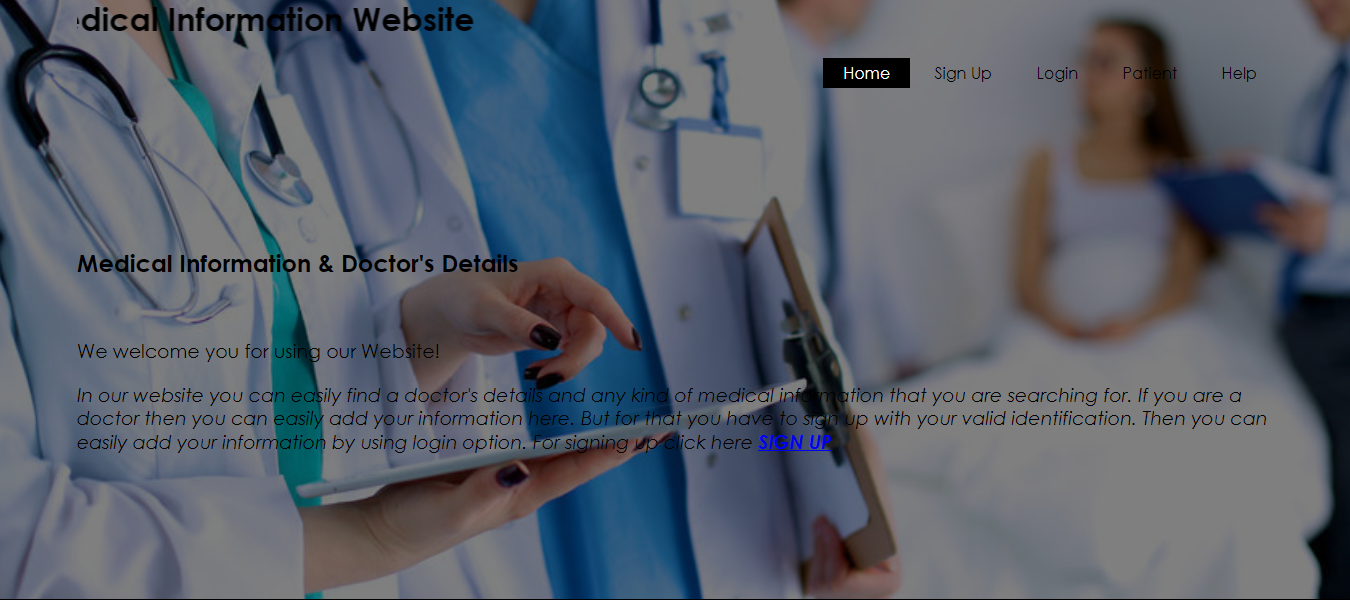 dical Information Website
Home Sign Up Login Patient Help
Medical Information & Doctor's Details
We welcome you for using our Website!
In our website you can easily find a doctor's details and any kind of medical information that you are searching for. If you are a
doctor then you can easily add your information here. But for that you have to sign up with your valid identification. Then you can
easily add your information by using login option. For signing up click here SIGN UP